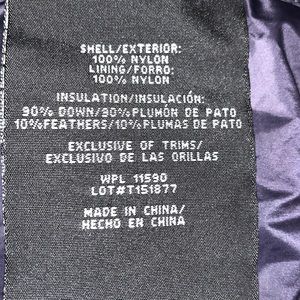 SHELL/EXTERIOR:
100% NYLON
LINING/FORRO:
100% NYLON
INSULATION/INSULACIÓN:
90% DOWN/90% PLUMÓN DE PATO
10%FEATHERS/10% PLUMAS DE PATO
EXCLUSIVE OF TRIMS/
EXCLUSIVO DE LAS ORILLAS
WPL 11590
LOT#T151877
MADE IN CHINA/
HECHO EN CHINA